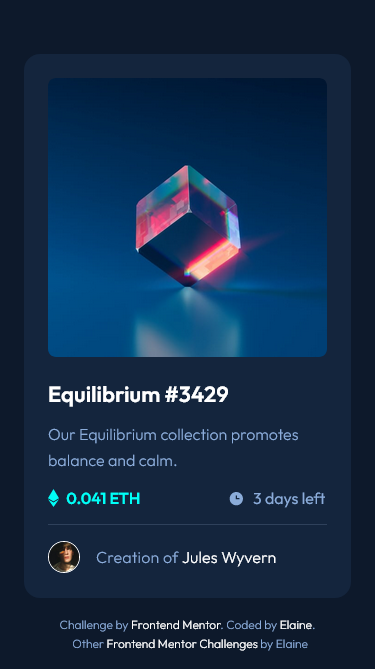 Equilibrium #3429
Our Equilibrium collection promotes
balance and calm.
0.041 ETH
3 days left
Creation of Jules Wyvern
Challenge by Frontend Mentor. Coded by Elaine.
Other Frontend Mentor Challenges by Elaine